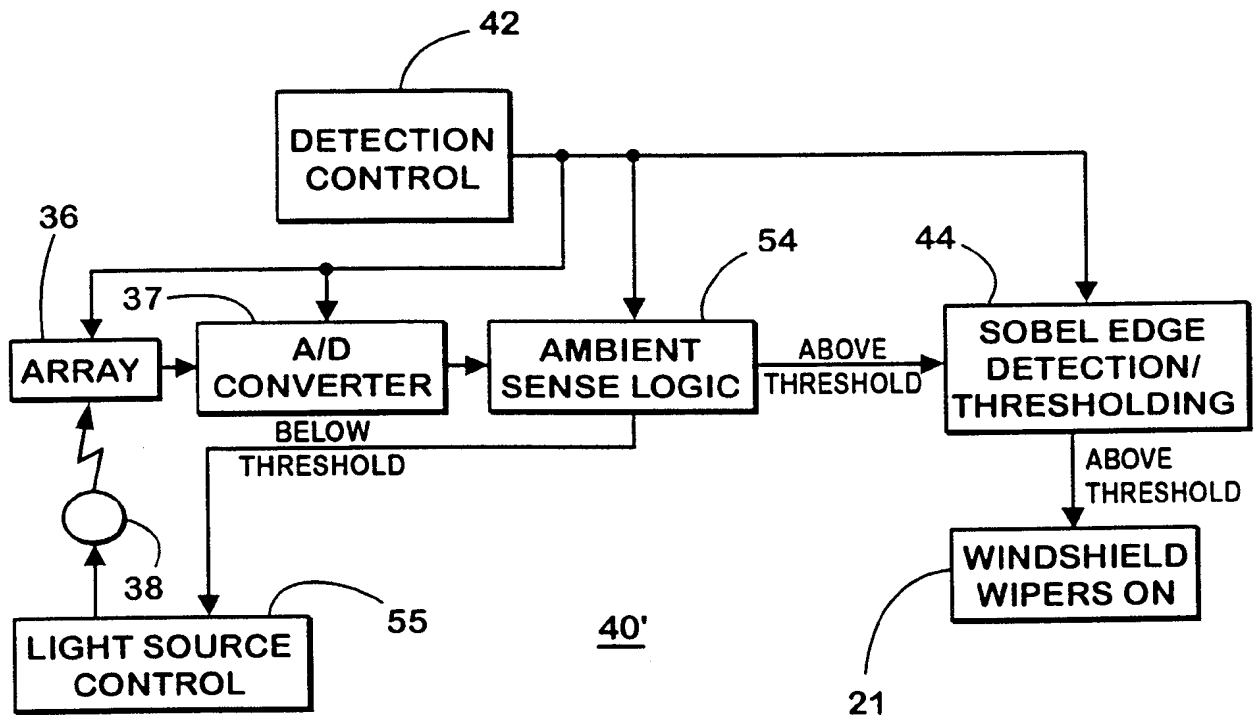 42
DETECTION
CONTROL
36
37
54
44
ARRAY
A/D
CONVERTER
AMBIENT
SENSE LOGIC
ABOVE
THRESHOLD
SOBEL EDGE
DETECTION/
THRESHOLDING
BELOW
THRESHOLD
ABOVE
THRESHOLD
38
WINDSHIELD
WIPERS ON
55
LIGHT SOURCE
CONTROL
40'
21